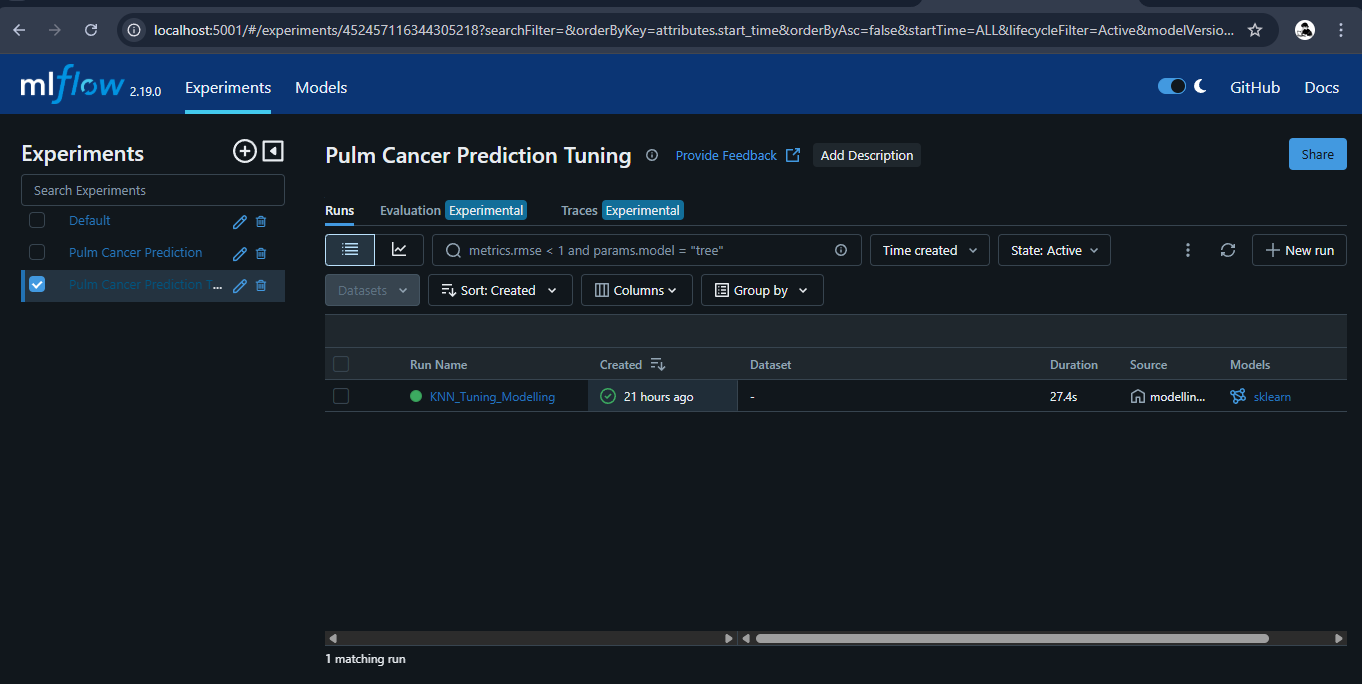 localhost:5001/#/experiments/452457116344305218?searchFilter=&orderByKey=attributes.start_time&orderByAsc=false&startTime=ALL&lifecycleFilter=Active&modelVersio...
mlflow 2.19.0 Experiments Models GitHub Docs
Experiments
Search Experiments
Default
Pulm Cancer Prediction
Pulm Cancer Prediction T...
Pulm Cancer Prediction Tuning Provide Feedback Add Description Share
Runs Evaluation Experimental Traces Experimental
metrics.rmse < 1 and params.model = "tree" Time created State: Active New run
Datasets Sort: Created Columns Group by
Run Name Created Dataset Duration Source Models
KNN_Tuning_Modelling 21 hours ago - 27.4s modellin... sklearn
1 matching run